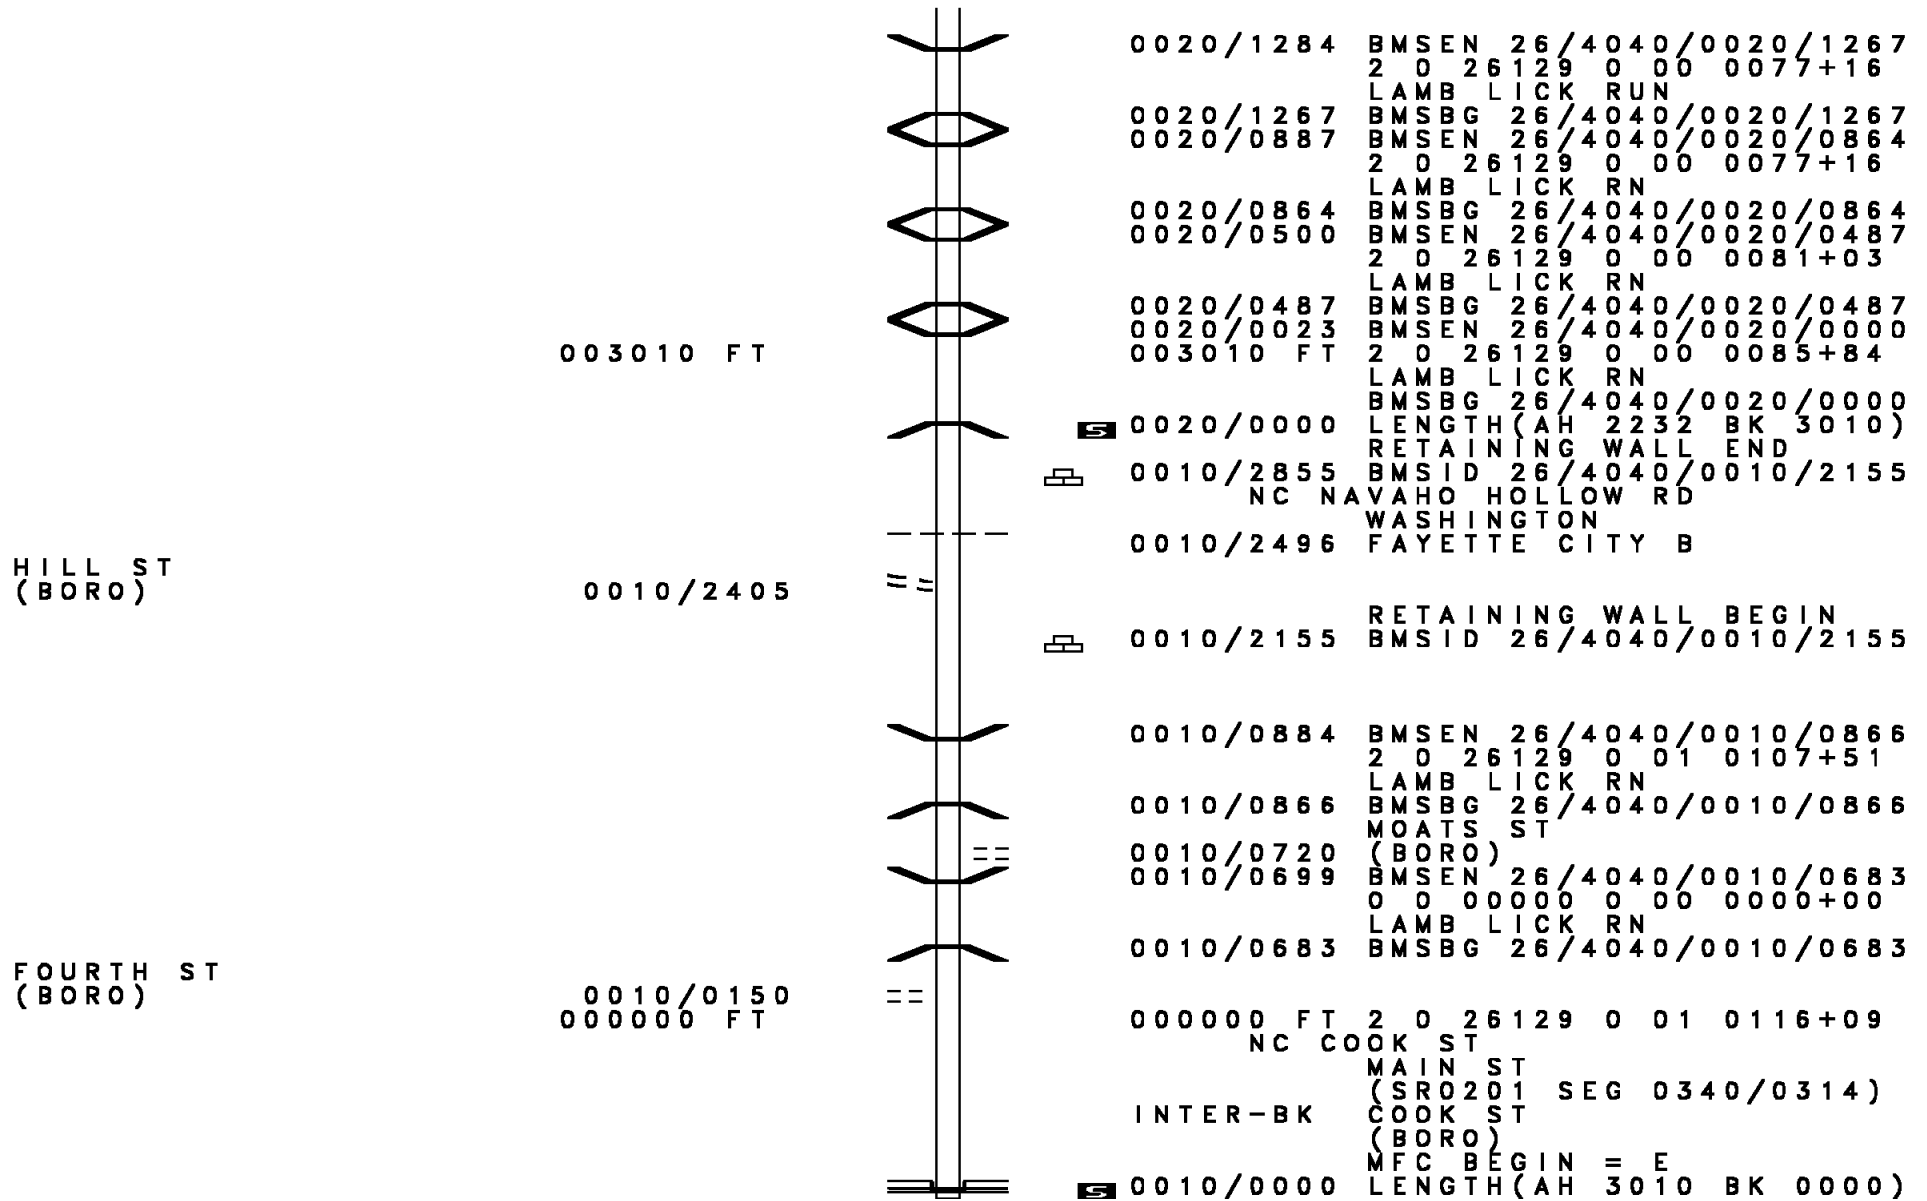 0020/1284 BMSEN 26/4040/0020/1267
2 0 26129 0 00 0077+16
LAMB LICK RUN
0020/1267 BMSBG 26/4040/0020/1267
0020/0887 BMSEN 26/4040/0020/0864
2 0 26129 0 00 0077+16
LAMB LICK RN
0020/0864 BMSBG 26/4040/0020/0864
0020/0500 BMSEN 26/4040/0020/0487
2 0 26129 0 00 0081+03
LAMB LICK RN
0020/0487 BMSBG 26/4040/0020/0487
0020/0023 BMSEN 26/4040/0020/0000
003010 FT 003010 FT 2 0 26129 0 00 0085+84
LAMB LICK RN
BMSBG 26/4040/0020/0000
S 0020/0000 LENGTH(AH 2232 BK 3010)
RETAINING WALL END
0010/2855 BMSID 26/4040/0010/2155
NC NAVAHO HOLLOW RD
WASHINGTON
0010/2496 FAYETTE CITY B
HILL ST
(BORO) 0010/2405
RETAINING WALL BEGIN
0010/2155 BMSID 26/4040/0010/2155
0010/0884 BMSEN 26/4040/0010/0866
2 0 26129 0 01 0107+51
LAMB LICK RN
0010/0866 BMSBG 26/4040/0010/0866
MOATS ST
0010/0720 (BORO)
0010/0699 BMSEN 26/4040/0010/0683
0 0 00000 0 00 0000+00
LAMB LICK RN
0010/0683 BMSBG 26/4040/0010/0683
FOURTH ST
(BORO) 0010/0150
000000 FT 000000 FT 2 0 26129 0 01 0116+09
NC COOK ST
MAIN ST
(SR0201 SEG 0340/0314)
INTER-BK COOK ST
(BORO)
MFC BEGIN = E
S 0010/0000 LENGTH(AH 3010 BK 0000)